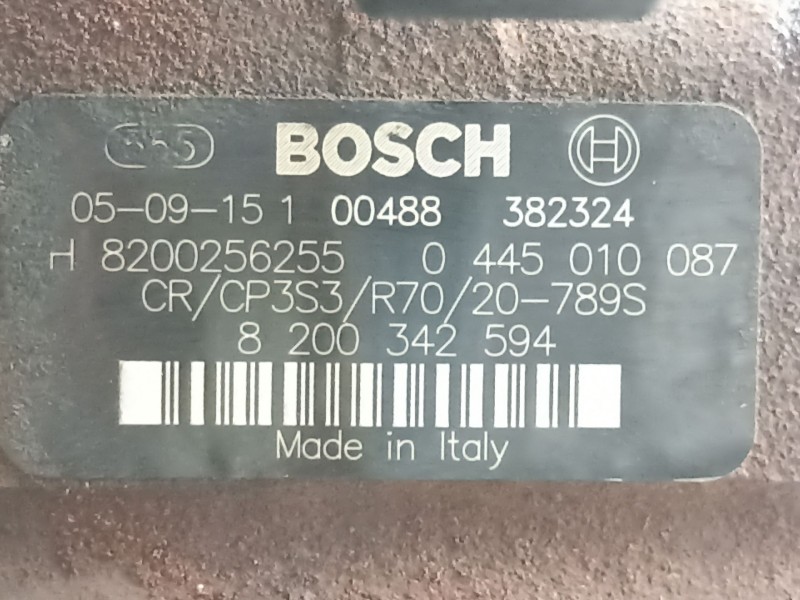 BOSCH
05-09-15 1 00488 382324
H 8200256255 0 445 010 087
CR/CP3S3/R70/20-789S
8 200 342 594
Made in Italy